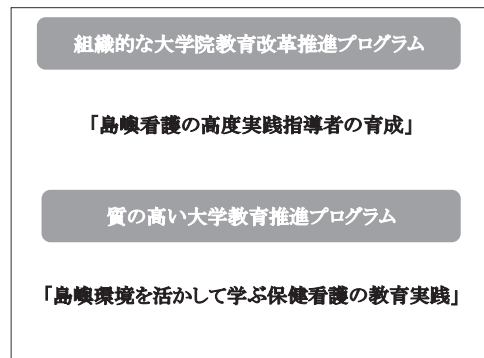 組織的な大学院教育改革推進プログラム
「島嶼看護の高度実践指導者の育成」
質の高い大学教育推進プログラム
「島嶼環境を活かして学ぶ保健看護の教育実践」